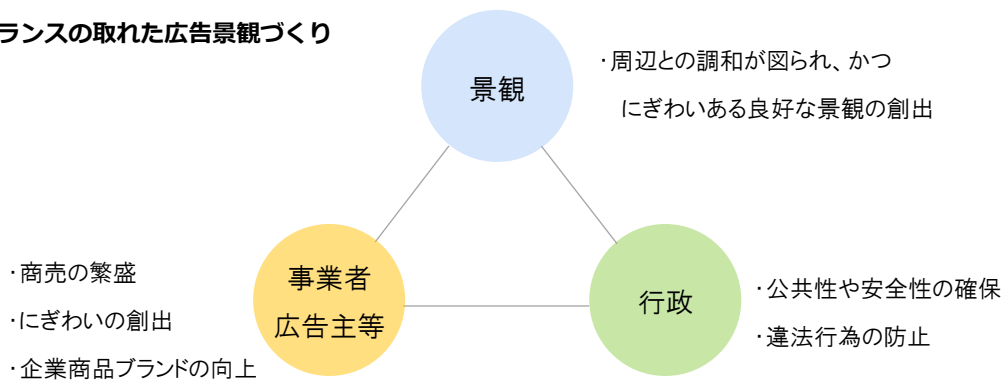 ランスの取れた広告景観づくり
景観
・周辺との調和が図られ、かつ
にぎわいある良好な景観の創出
事業者
広告主等
・商売の繁盛
・にぎわいの創出
・企業商品ブランドの向上
行政
・公共性や安全性の確保
・違法行為の防止